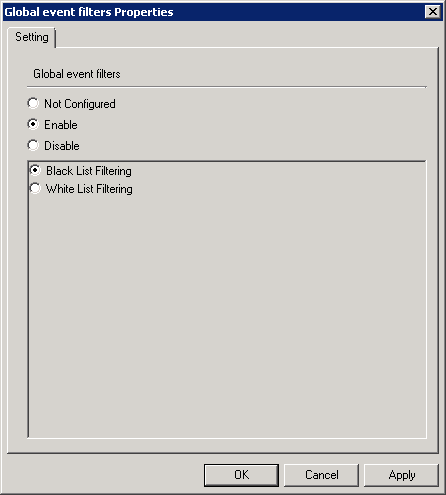 Global event filters Properties
Setting
Global event filters
Not Configured
Enable
Disable
Black List Filtering
White List Filtering
OK
Cancel
Apply